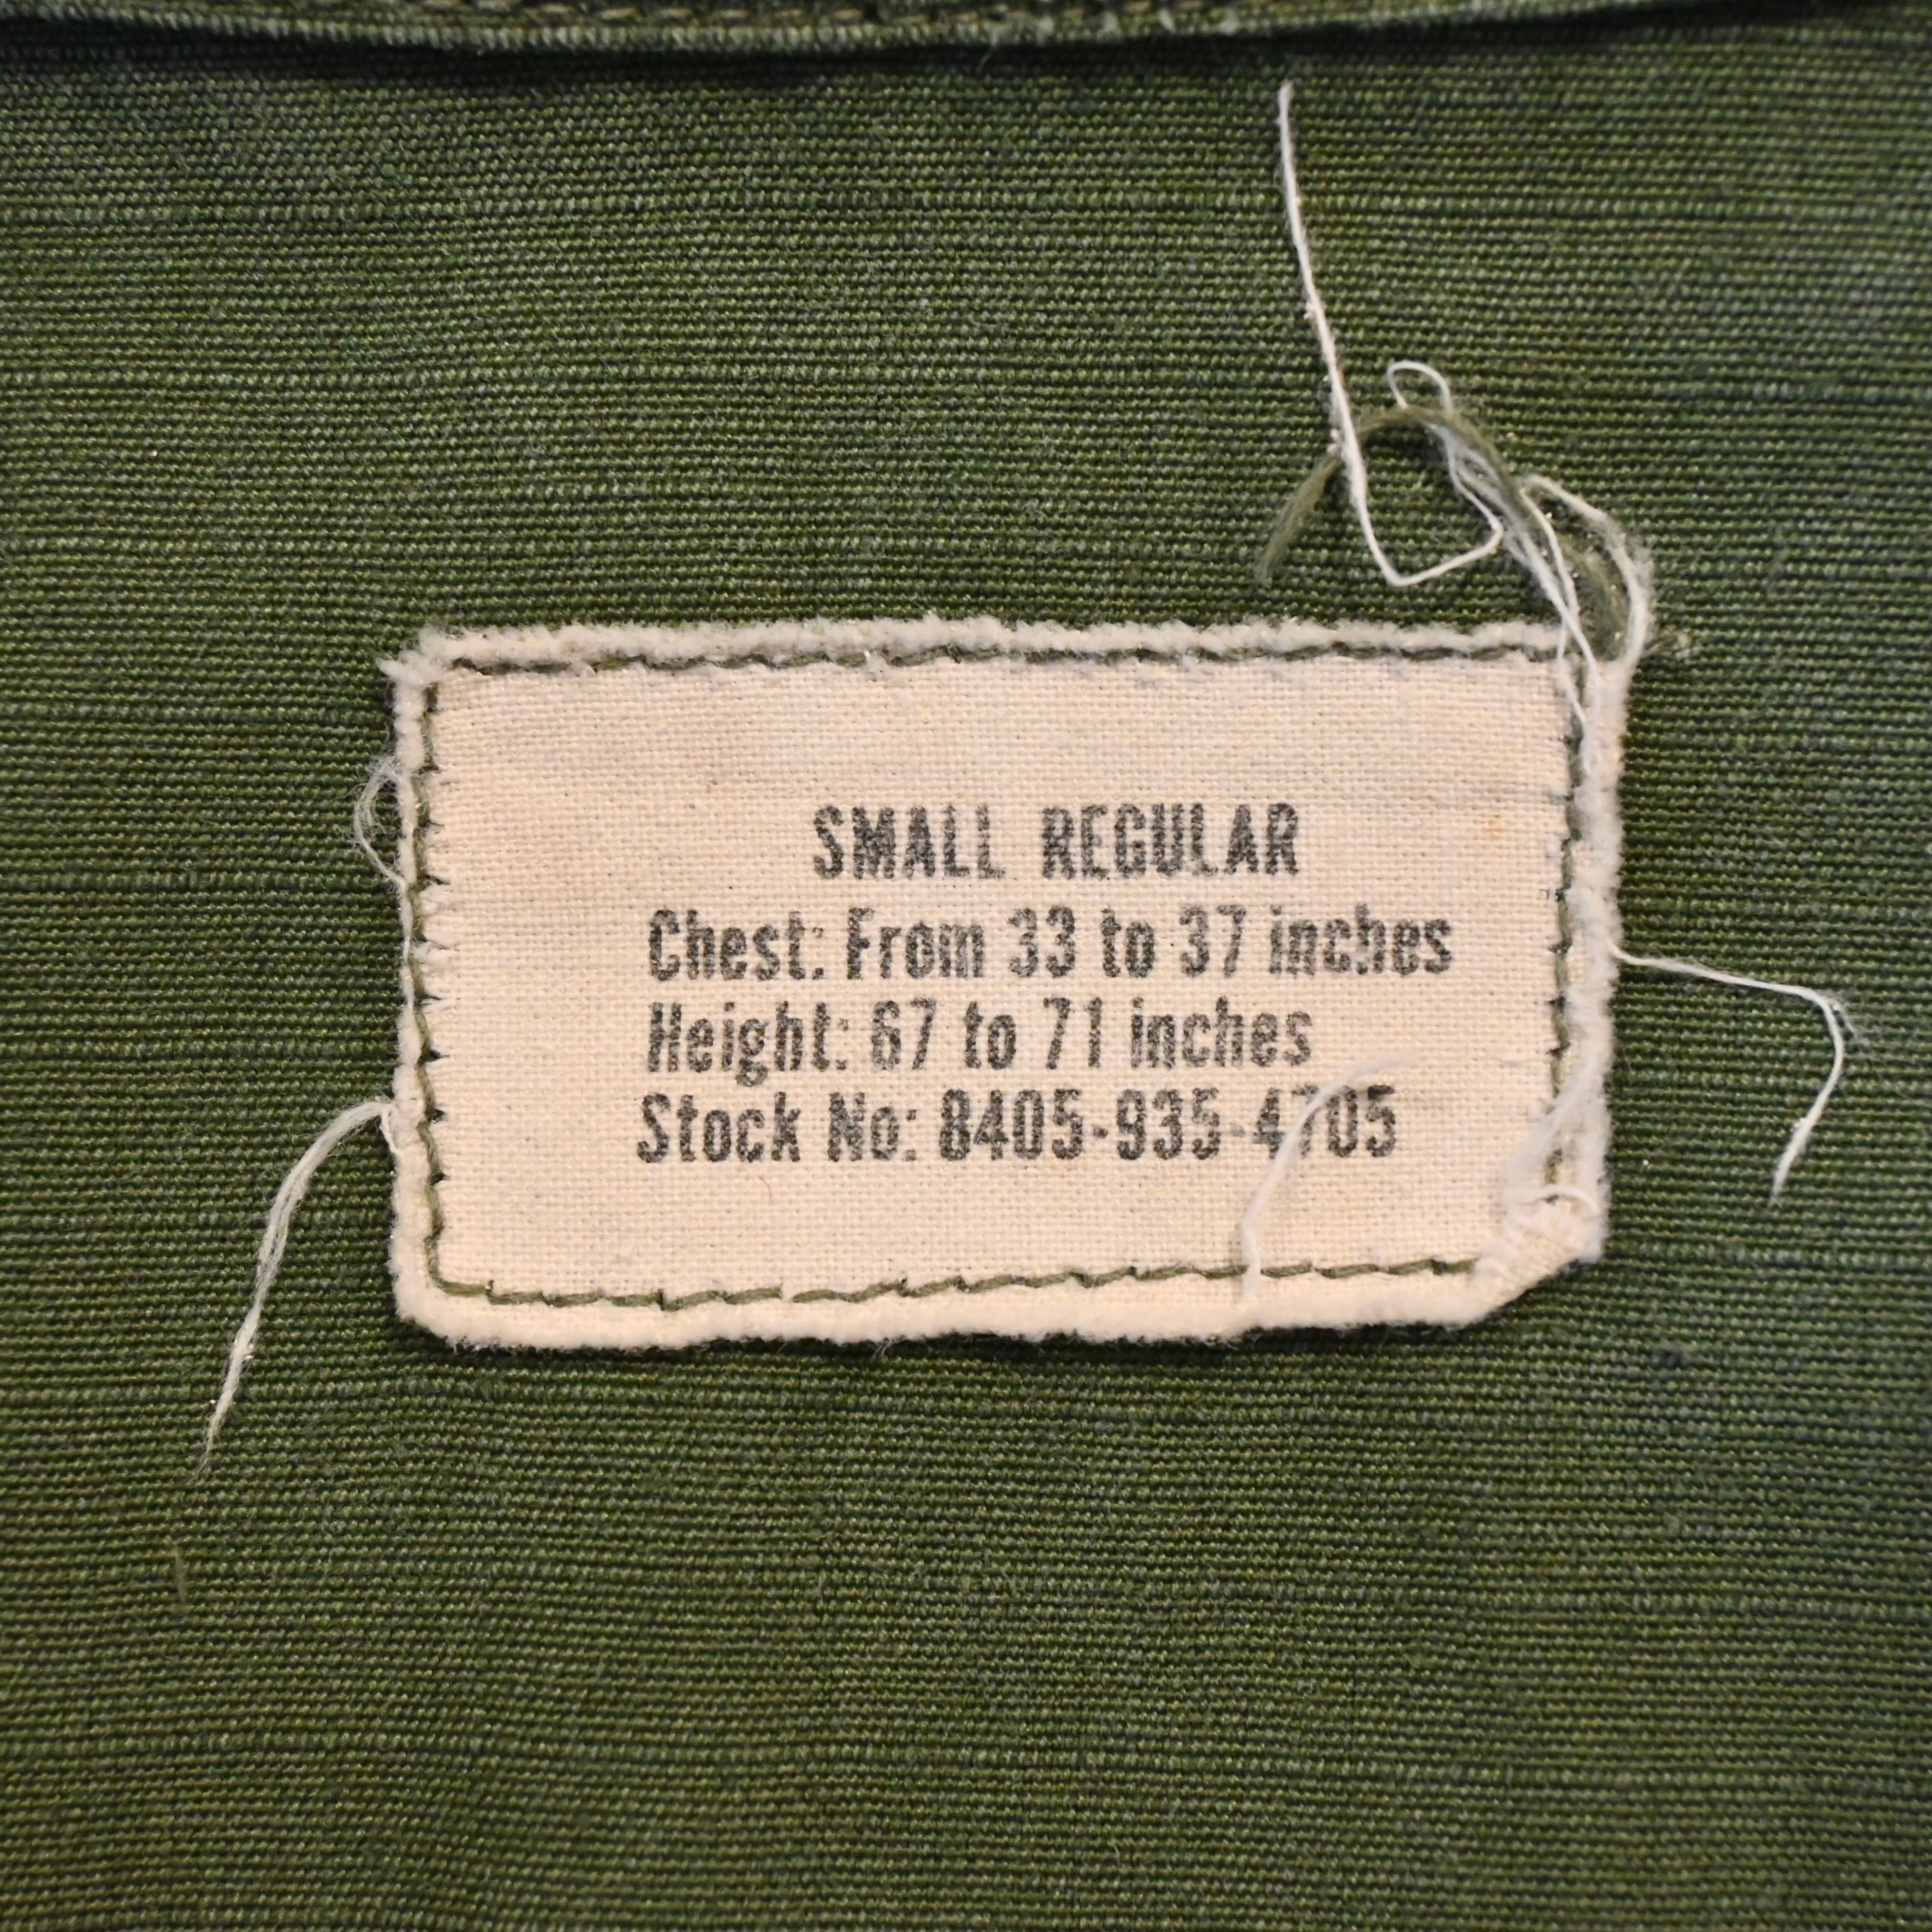 SMALL REGULAR
Chest: From 33 to 37 inches
Height: 67 to 71 inches
Stock No: 8405-935-4705